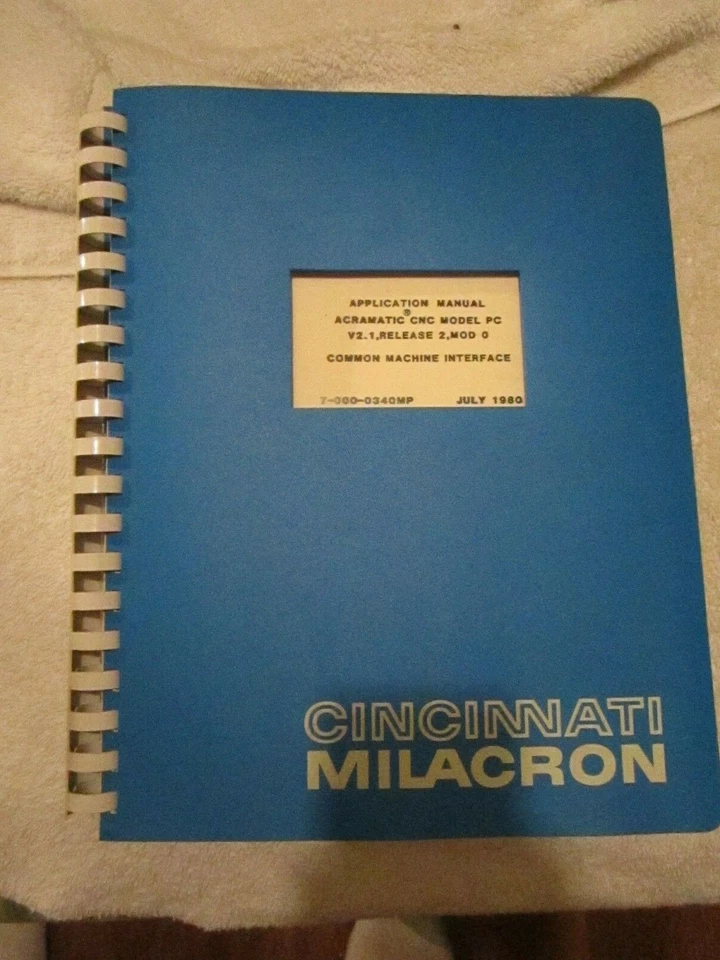 APPLICATION MANUAL
ACRAMATIC® CNC MODEL PC
V2.1,RELEASE 2,MOD 0
COMMON MACHINE INTERFACE
7-000-0340MP JULY 1980
CINCINNATI
MILACRON